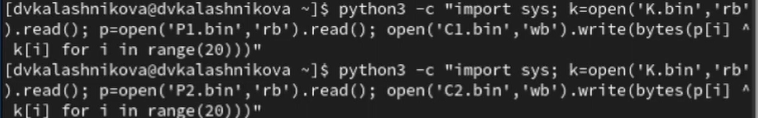 [dvkalashnikova@dvkalashnikova ~]$ python3 -c "import sys; k=open('K.bin','rb'
).read(); p=open('P1.bin','rb').read(); open('C1.bin','wb').write(bytes(p[i] ^
 k[i] for i in range(20)))"
[dvkalashnikova@dvkalashnikova ~]$ python3 -c "import sys; k=open('K.bin','rb'
).read(); p=open('P2.bin','rb').read(); open('C2.bin','wb').write(bytes(p[i] ^
 k[i] for i in range(20)))"